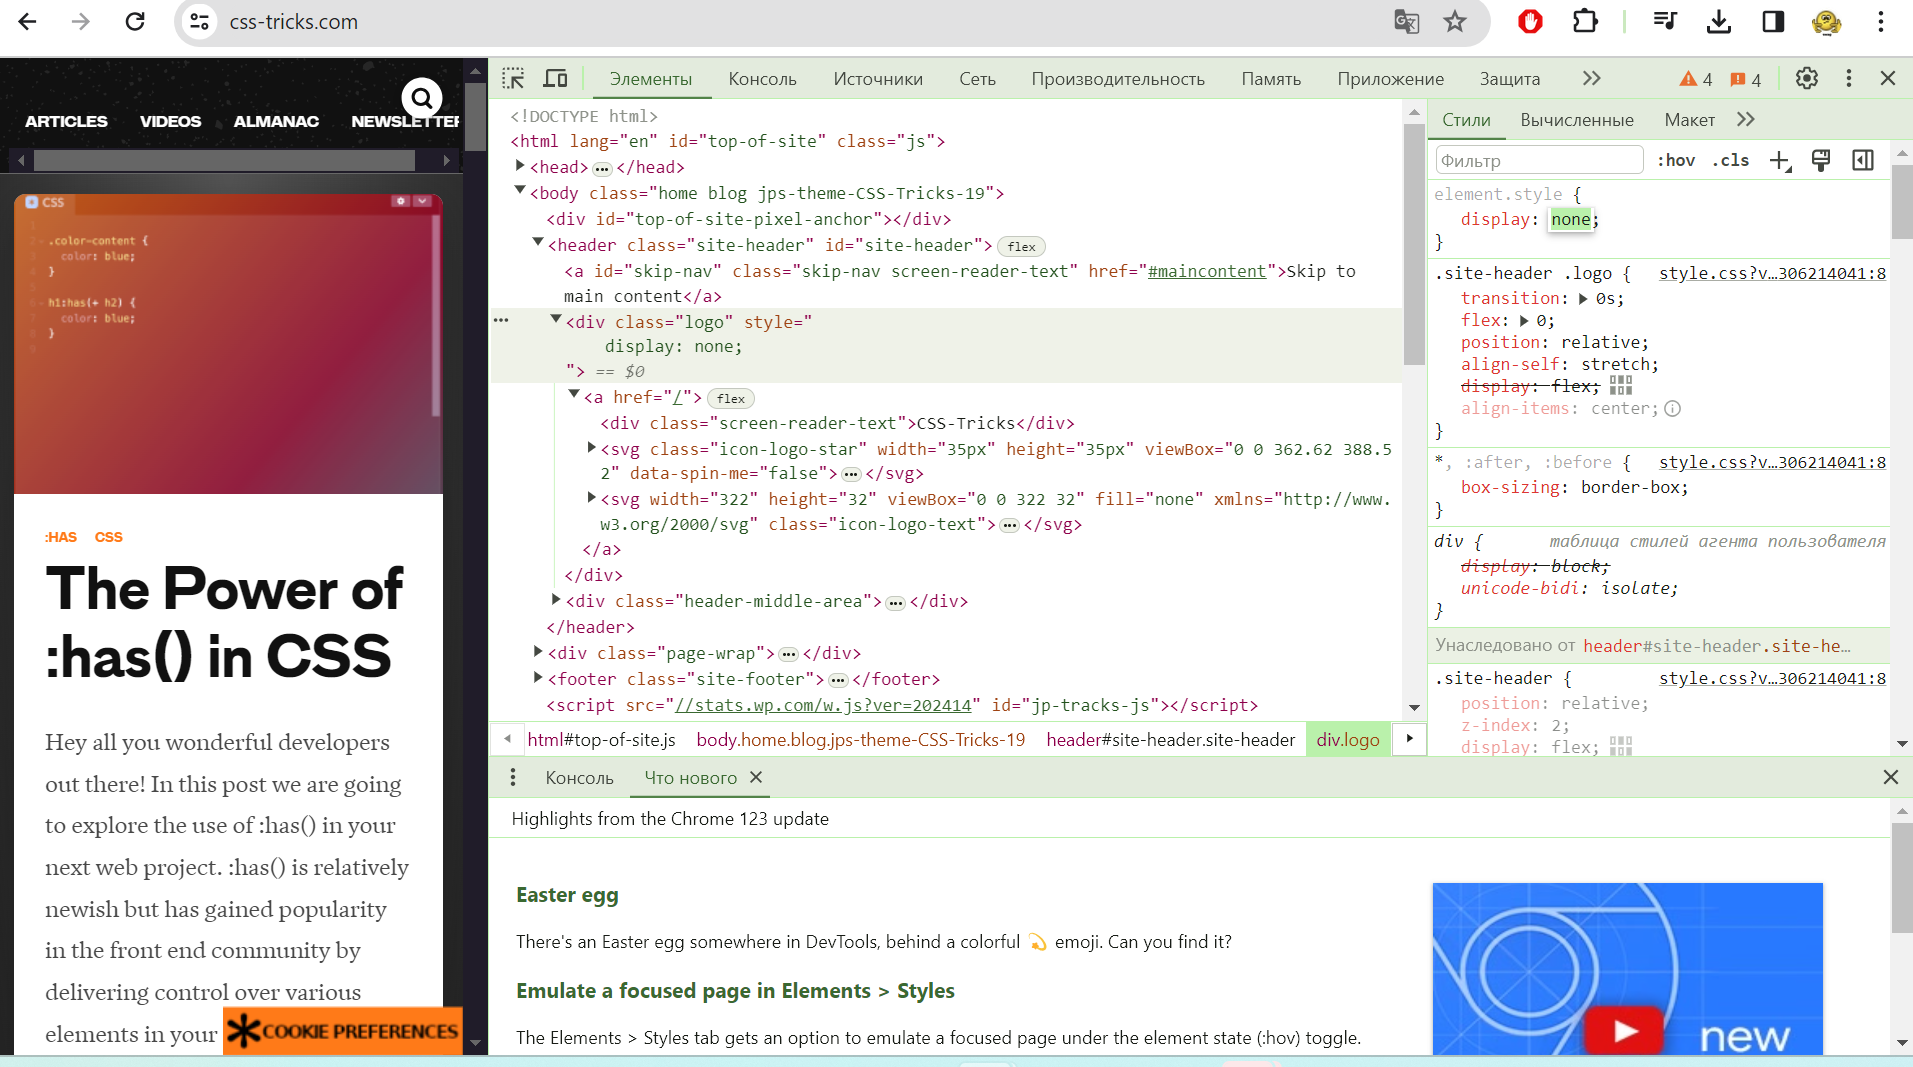 css-tricks.com
ARTICLES VIDEOS ALMANAC NEWSLETTER
CSS
.color-content {
color: blue;
}
h1:has(+ h2) {
color: blue;
}
:HAS CSS
The Power of
:has() in CSS
Hey all you wonderful developers
out there! In this post we are going
to explore the use of :has() in your
next web project. :has() is relatively
newish but has gained popularity
in the front end community by
delivering control over various
elements in your
COOKIE PREFERENCES
Элементы Консоль Источники Сеть Производительность Память Приложение Защита 4 4
<!DOCTYPE html>
<html lang="en" id="top-of-site" class="js">
<head>…</head>
<body class="home blog jps-theme-CSS-Tricks-19">
<div id="top-of-site-pixel-anchor"></div>
<header class="site-header" id="site-header"> flex
<a id="skip-nav" class="skip-nav screen-reader-text" href="#maincontent">Skip to
main content</a>
<div class="logo" style="
display: none;
"> == $0
<a href="/"> flex
<div class="screen-reader-text">CSS-Tricks</div>
<svg class="icon-logo-star" width="35px" height="35px" viewBox="0 0 362.62 388.5
2" data-spin-me="false">…</svg>
<svg width="322" height="32" viewBox="0 0 322 32" fill="none" xmlns="http://www.
w3.org/2000/svg" class="icon-logo-text">…</svg>
</a>
</div>
<div class="header-middle-area">…</div>
</header>
<div class="page-wrap">…</div>
<footer class="site-footer">…</footer>
<script src="//stats.wp.com/w.js?ver=202414" id="jp-tracks-js"></script>
html#top-of-site.js body.home.blog.jps-theme-CSS-Tricks-19 header#site-header.site-header div.logo
Стили Вычисленные Макет
Фильтр :hov .cls
element.style {
display: none;
}
.site-header .logo { style.css?v…306214041:8
transition: 0s;
flex: 0;
position: relative;
align-self: stretch;
display: flex;
align-items: center;
}
*, :after, :before { style.css?v…306214041:8
box-sizing: border-box;
}
div { таблица стилей агента пользователя
display: block;
unicode-bidi: isolate;
}
Унаследовано от header#site-header.site-he…
.site-header { style.css?v…306214041:8
position: relative;
z-index: 2;
display: flex;
Консоль Что нового
Highlights from the Chrome 123 update
Easter egg
There's an Easter egg somewhere in DevTools, behind a colorful 💫 emoji. Can you find it?
Emulate a focused page in Elements > Styles
The Elements > Styles tab gets an option to emulate a focused page under the element state (:hov) toggle.
new